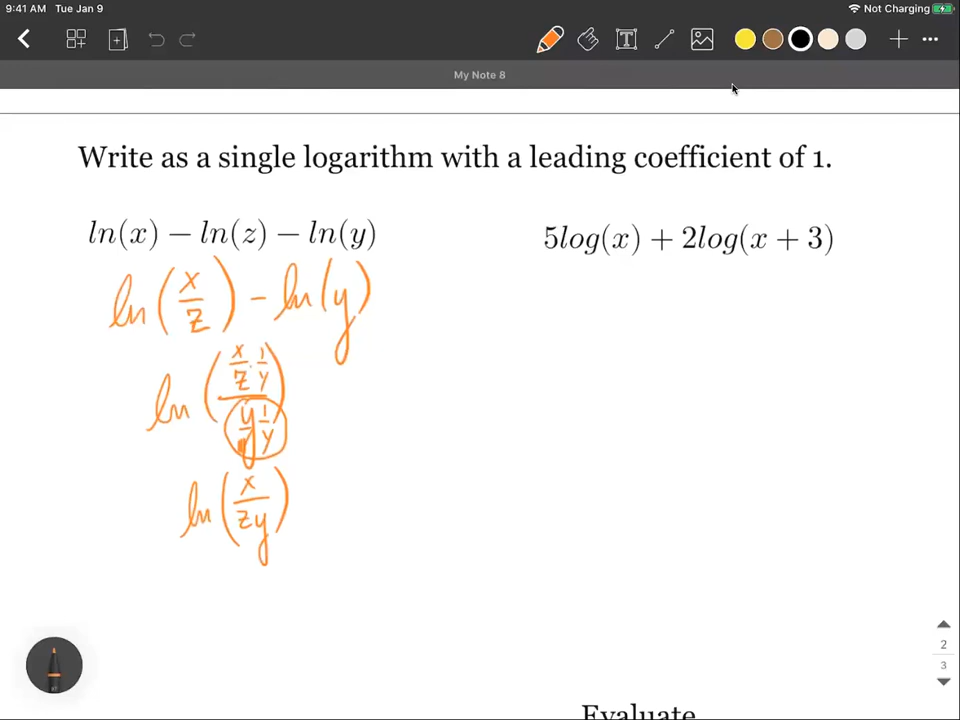 9:41 AM Tue Jan 9
Not Charging
My Note 8
Write as a single logarithm with a leading coefficient of 1.
ln(x) − ln(z) − ln(y)
5log(x) + 2log(x + 3)
ln(x/z) − ln(y)
ln((x/z · 1/y)/(y/1 · 1/y))
ln(x/zy)
2
3
Evaluate